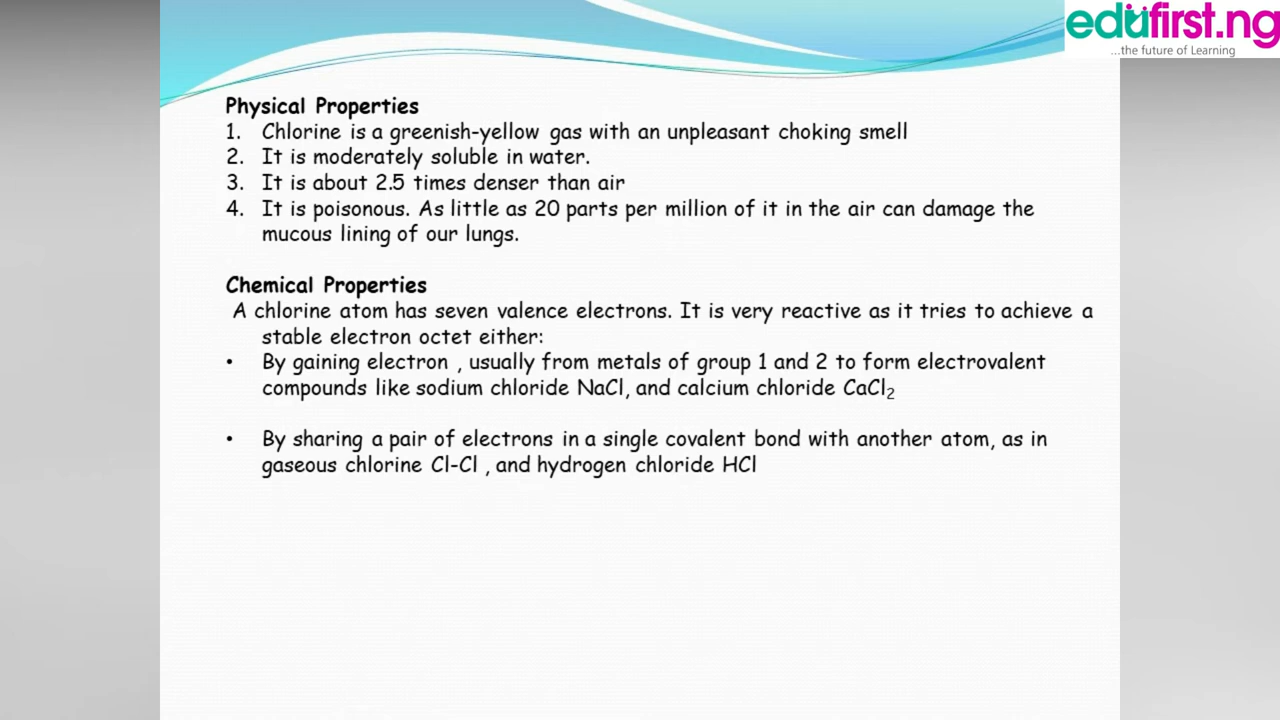 edufirst.ng
...the future of Learning
Physical Properties
1. Chlorine is a greenish-yellow gas with an unpleasant choking smell
2. It is moderately soluble in water.
3. It is about 2.5 times denser than air
4. It is poisonous. As little as 20 parts per million of it in the air can damage the
mucous lining of our lungs.
Chemical Properties
A chlorine atom has seven valence electrons. It is very reactive as it tries to achieve a
stable electron octet either:
• By gaining electron , usually from metals of group 1 and 2 to form electrovalent
compounds like sodium chloride NaCl, and calcium chloride CaCl₂
• By sharing a pair of electrons in a single covalent bond with another atom, as in
gaseous chlorine Cl-Cl , and hydrogen chloride HCl